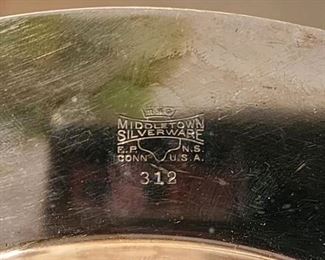 MIDDLETOWN
SILVERWARE
E.P. N.S.
CONN U.S.A.
312